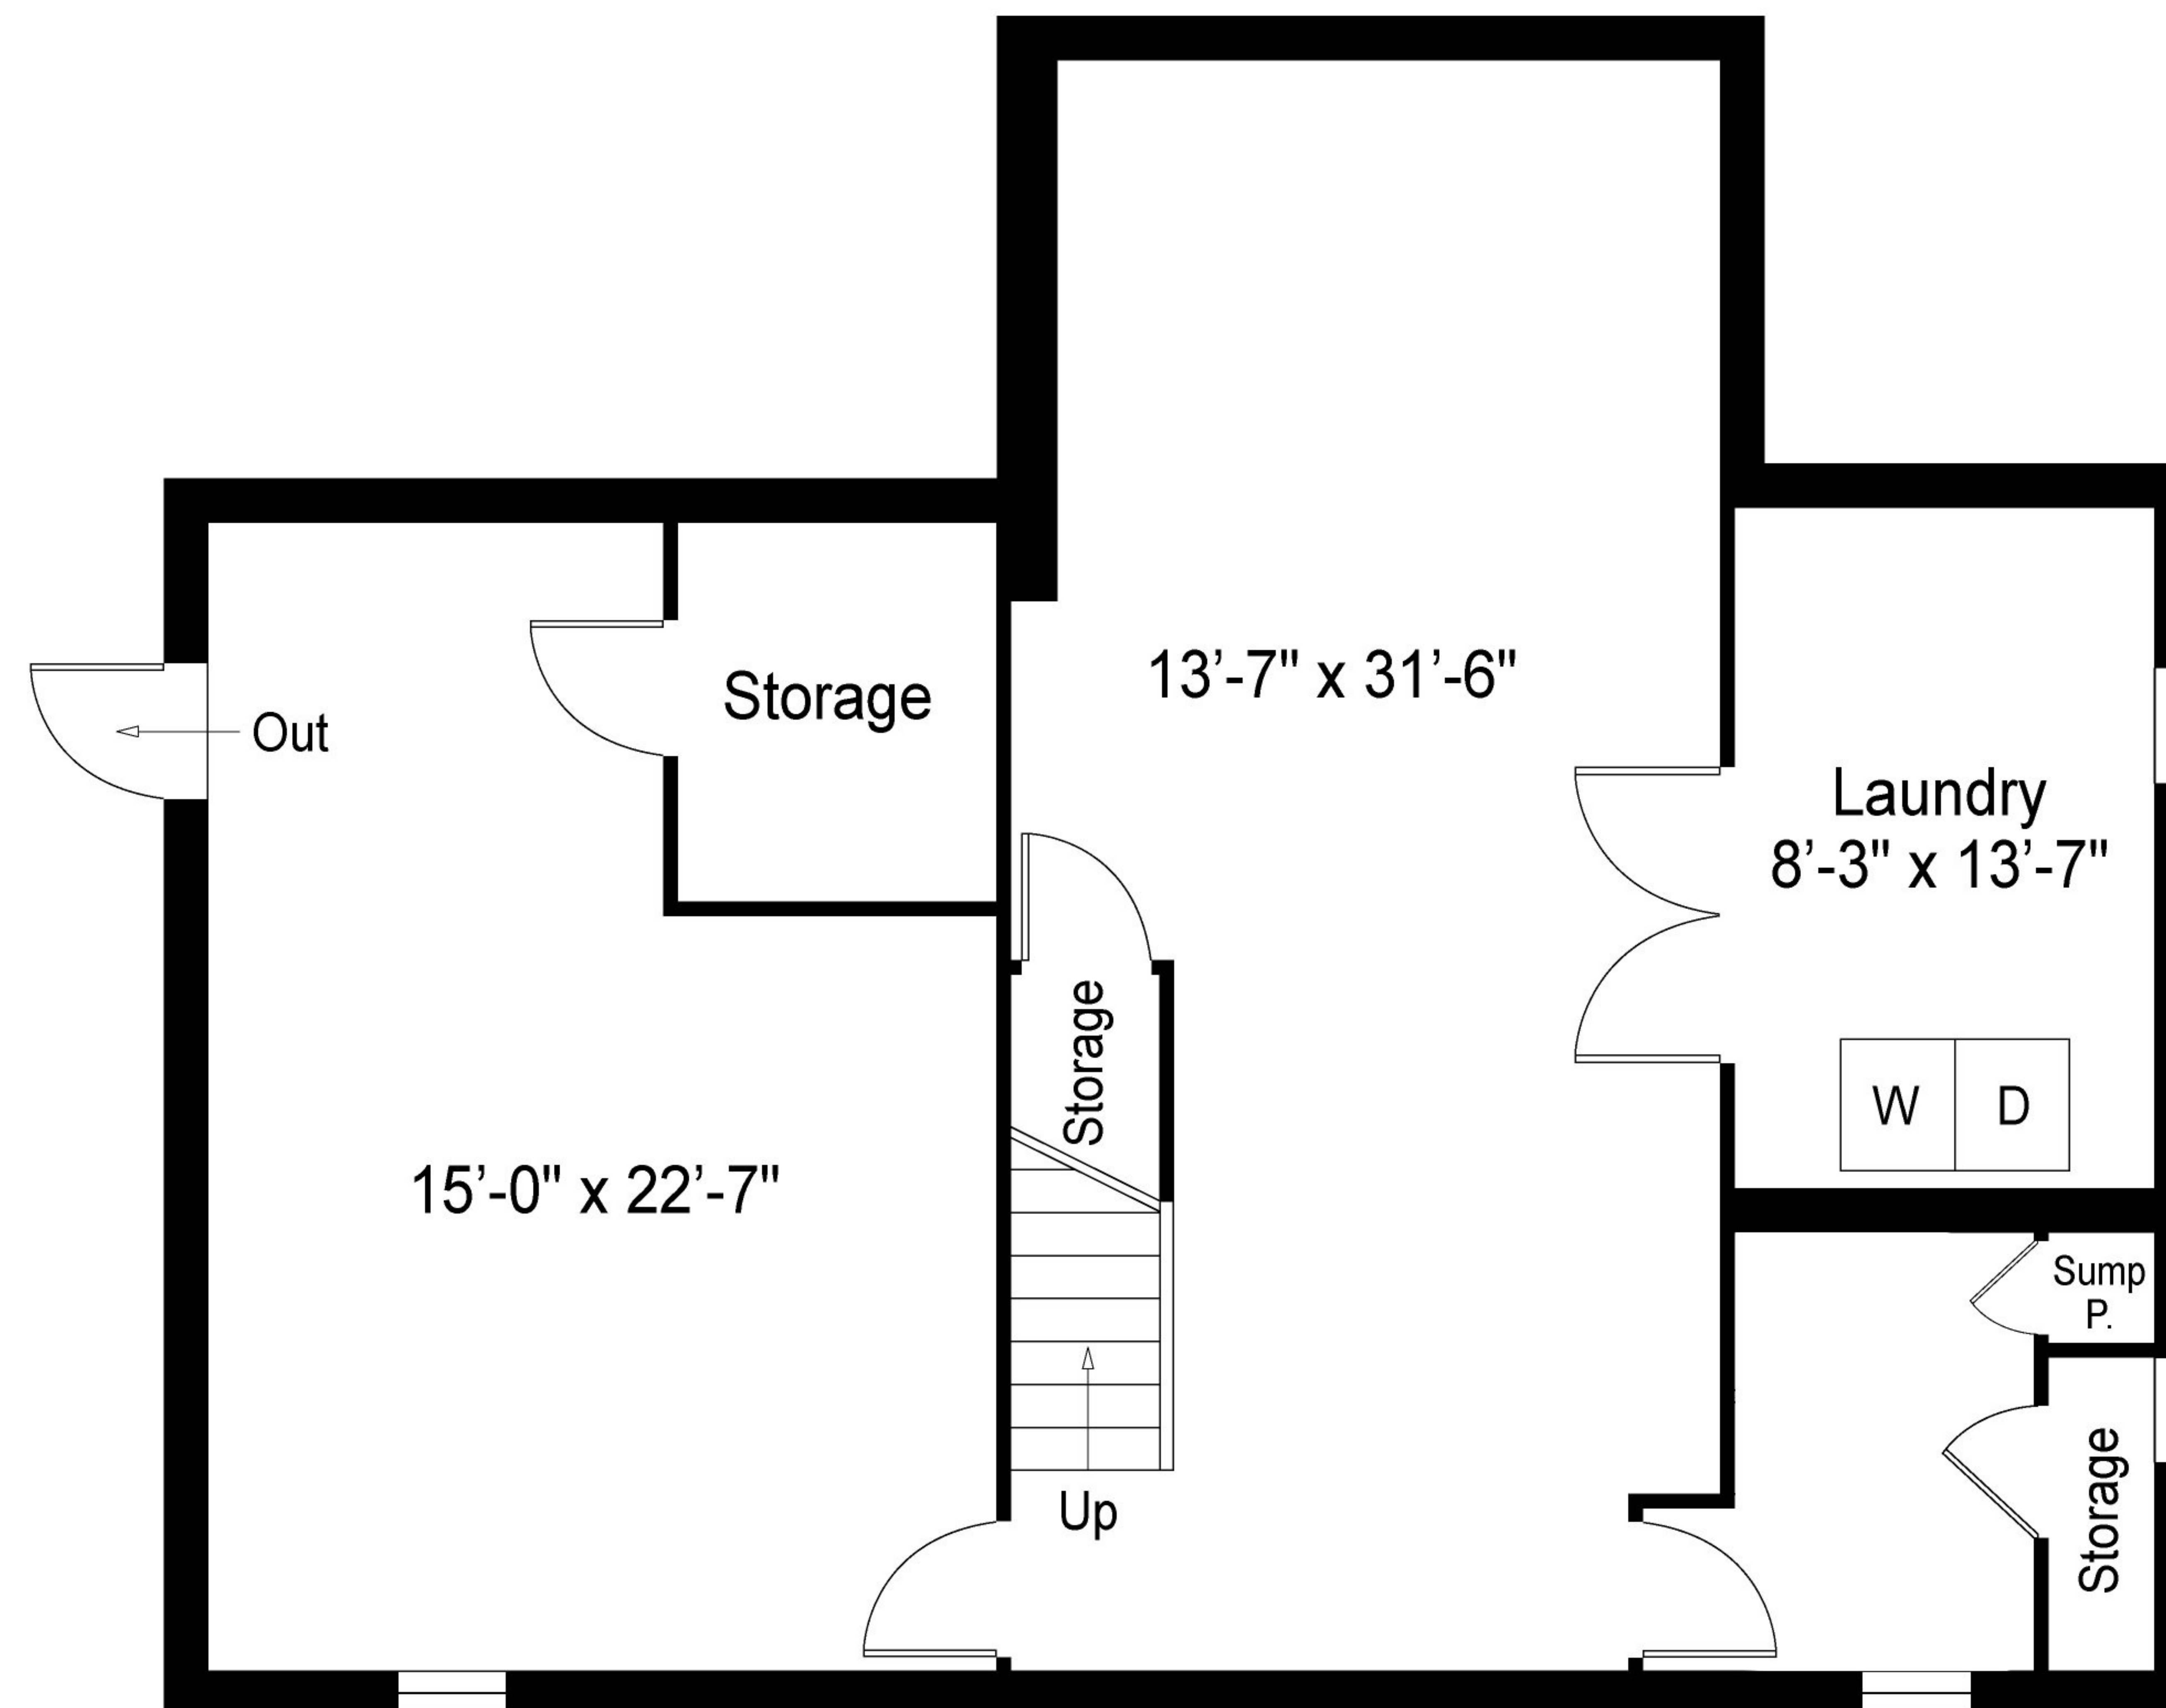 13’-7" x 31’-6"
Storage
Out
Laundry
8’-3" x 13’-7"
Storage
W D
15’-0" x 22’-7"
Sump
P.
Up
Storage